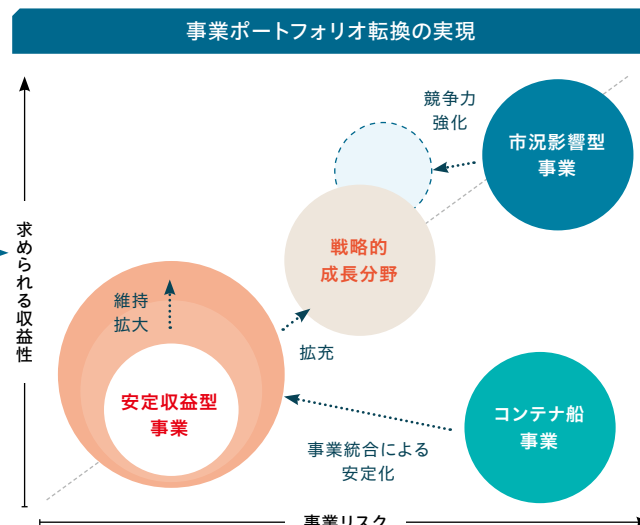 事業ポートフォリオ転換の実現
競争力
強化
市況影響型
事業
求められる収益性
戦略的
成長分野
維持
拡大
拡充
安定収益型
事業
コンテナ船
事業
事業統合による
安定化
事業リスク